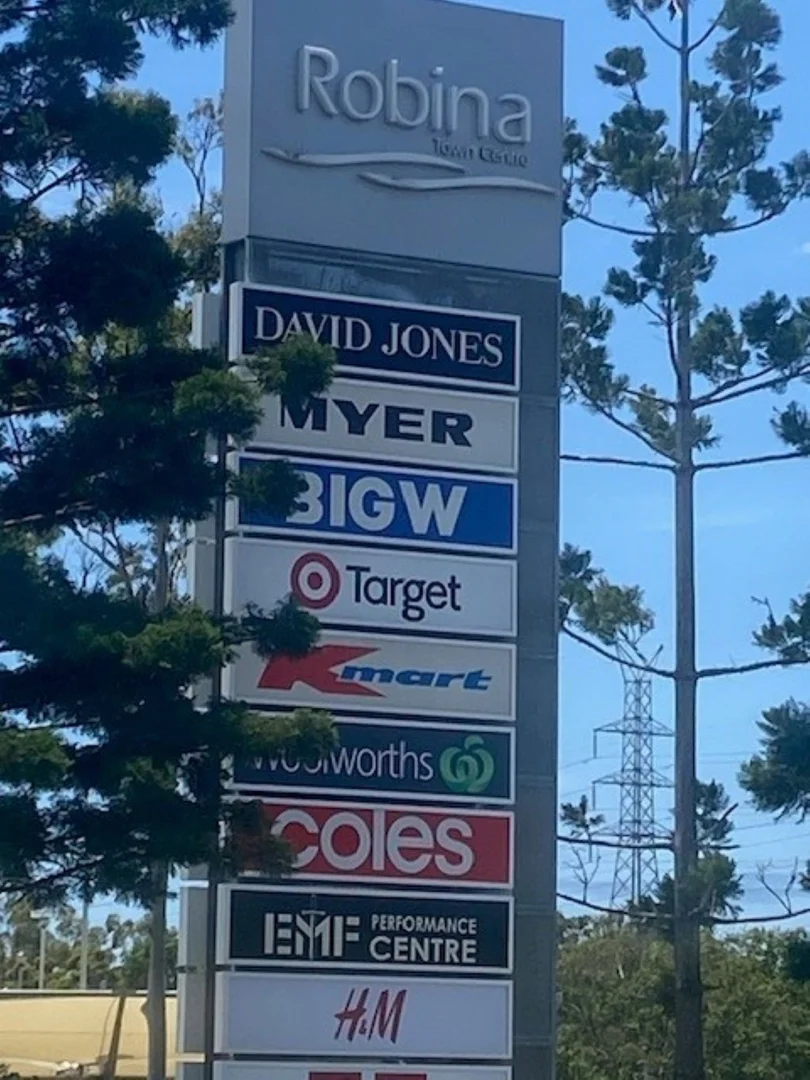 Robina
Town Centre
DAVID JONES
MYER
BIGW
Target
Kmart
woolworths
coles
EMF PERFORMANCE
CENTRE
H&M